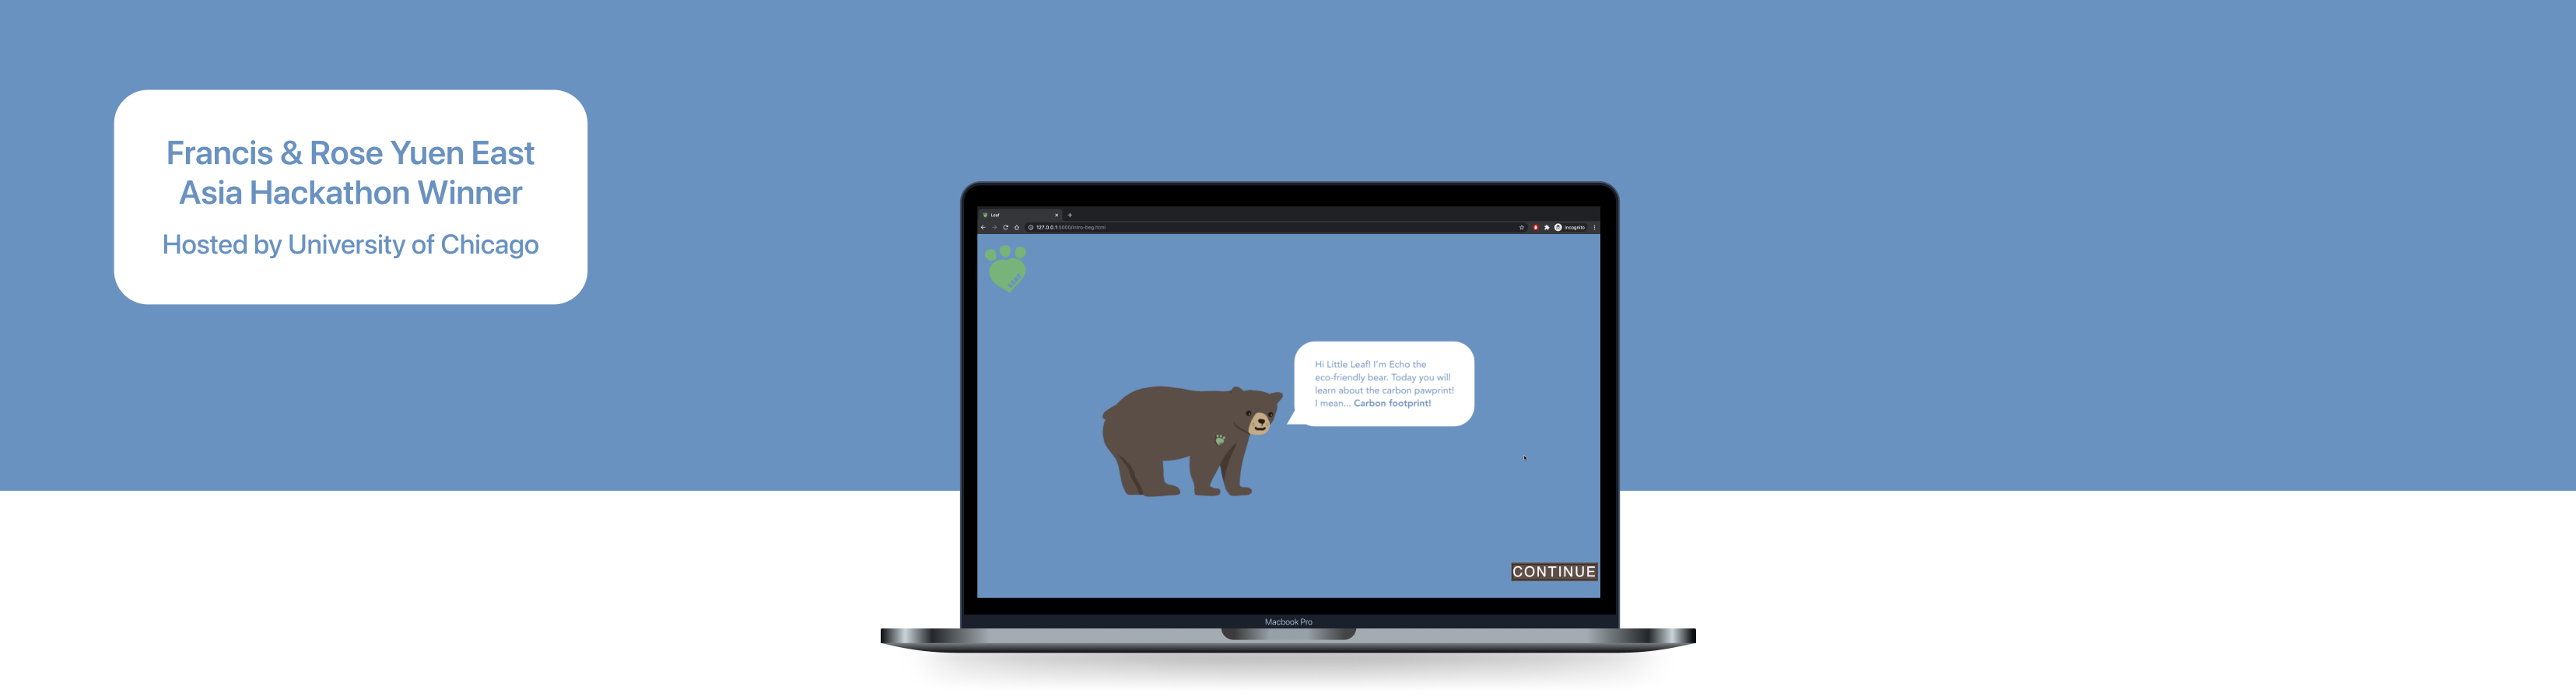 Francis & Rose Yuen East
Asia Hackathon Winner
Hosted by University of Chicago
Leaf
127.0.0.1:5500/intro-beg.html
Incognito
Hi Little Leaf! I'm Echo the
eco-friendly bear. Today you will
learn about the carbon pawprint!
I mean... Carbon footprint!
CONTINUE
Macbook Pro